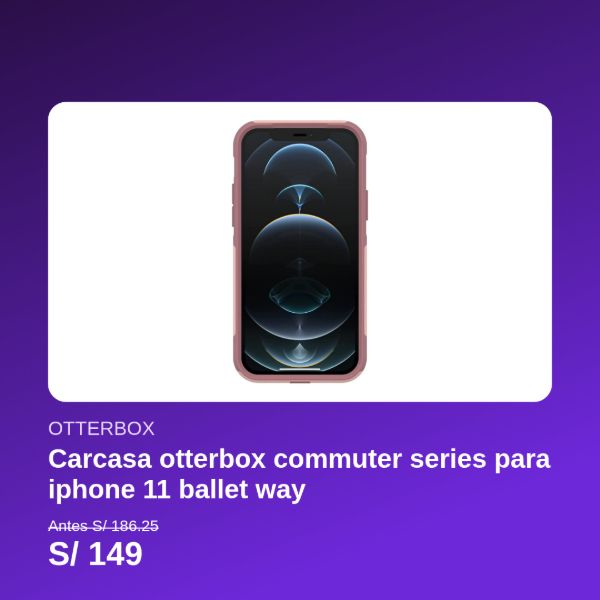 OTTERBOX
Carcasa otterbox commuter series para
iphone 11 ballet way
Antes S/ 186.25
S/ 149